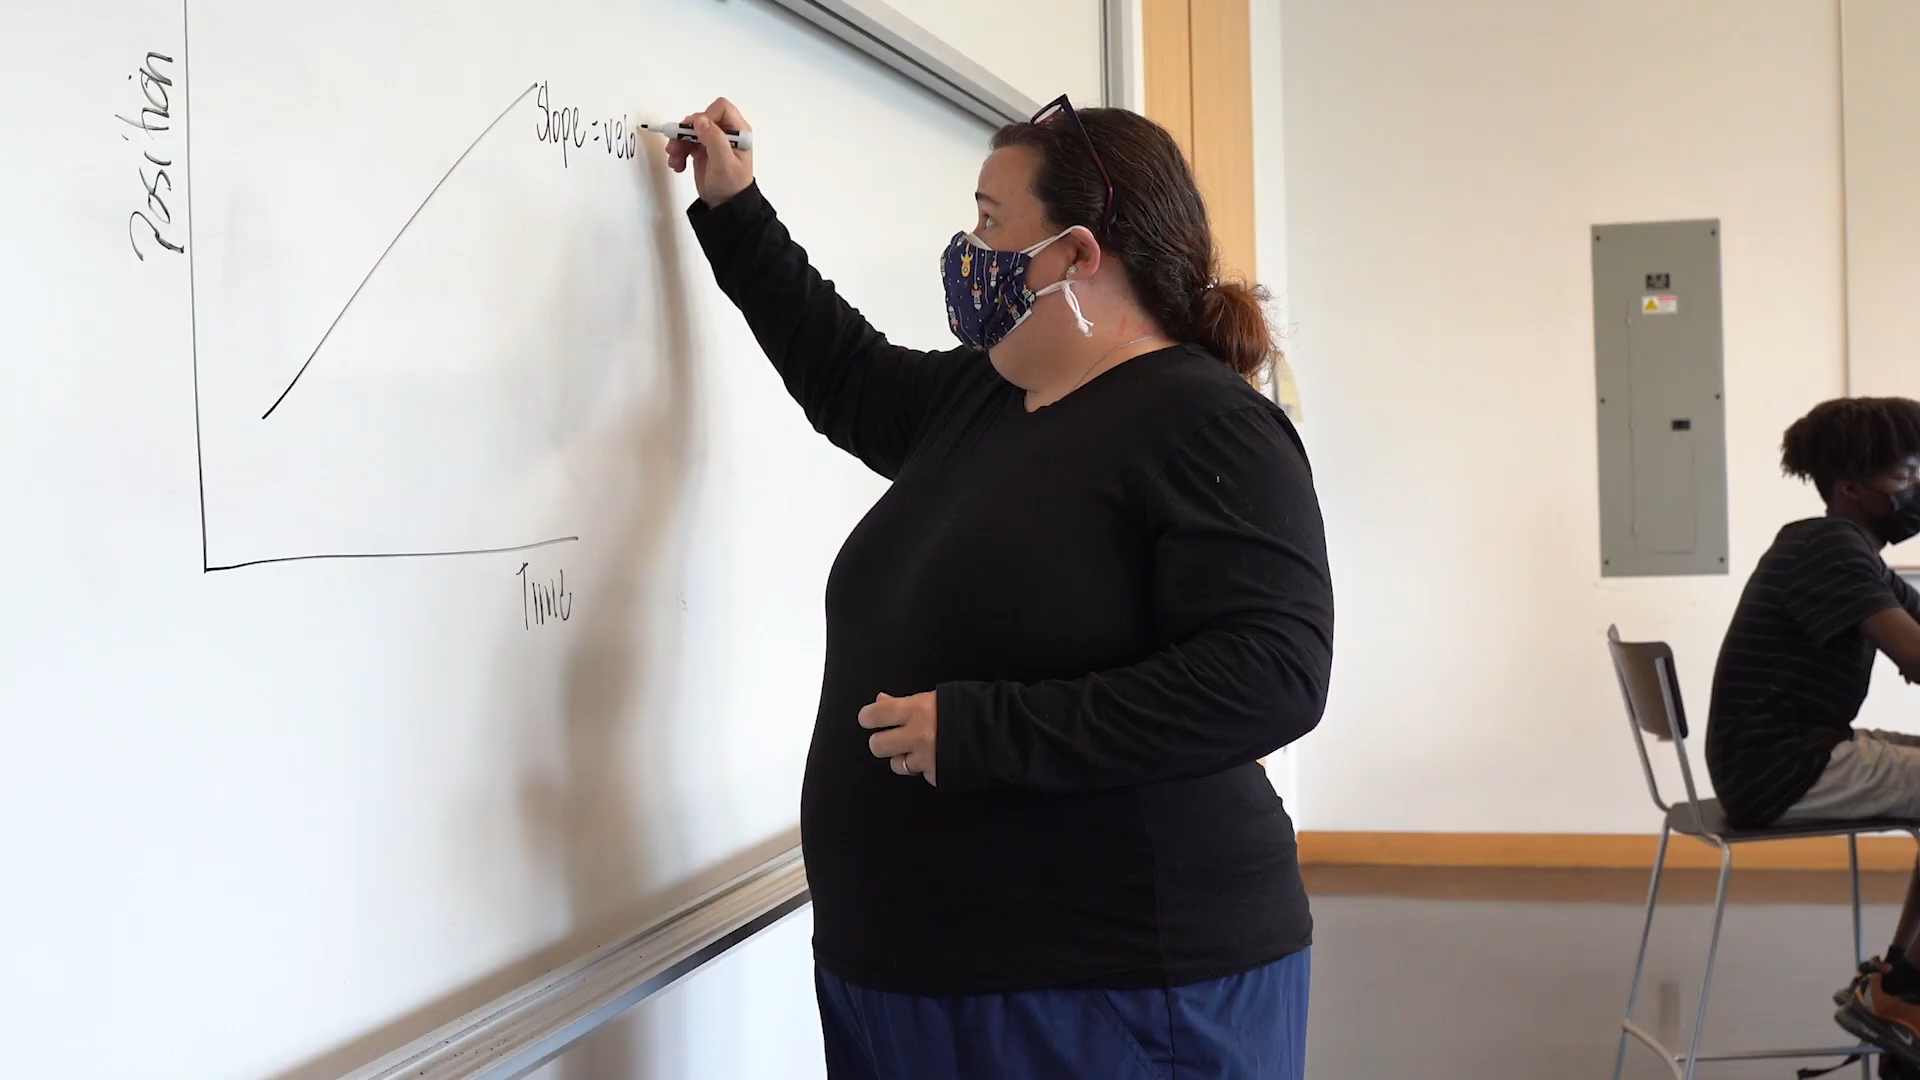 Position
Slope = velo
Time